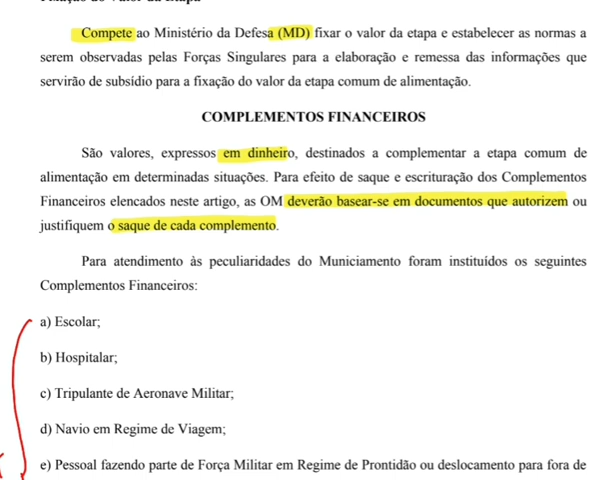 Compete ao Ministério da Defesa (MD) fixar o valor da etapa e estabelecer as normas a
serem observadas pelas Forças Singulares para a elaboração e remessa das informações que
servirão de subsídio para a fixação do valor da etapa comum de alimentação.
COMPLEMENTOS FINANCEIROS
São valores, expressos em dinheiro, destinados a complementar a etapa comum de
alimentação em determinadas situações. Para efeito de saque e escrituração dos Complementos
Financeiros elencados neste artigo, as OM deverão basear-se em documentos que autorizem ou
justifiquem o saque de cada complemento.
Para atendimento às peculiaridades do Municiamento foram instituídos os seguintes
Complementos Financeiros:
a) Escolar;
b) Hospitalar;
c) Tripulante de Aeronave Militar;
d) Navio em Regime de Viagem;
e) Pessoal fazendo parte de Força Militar em Regime de Prontidão ou deslocamento para fora de